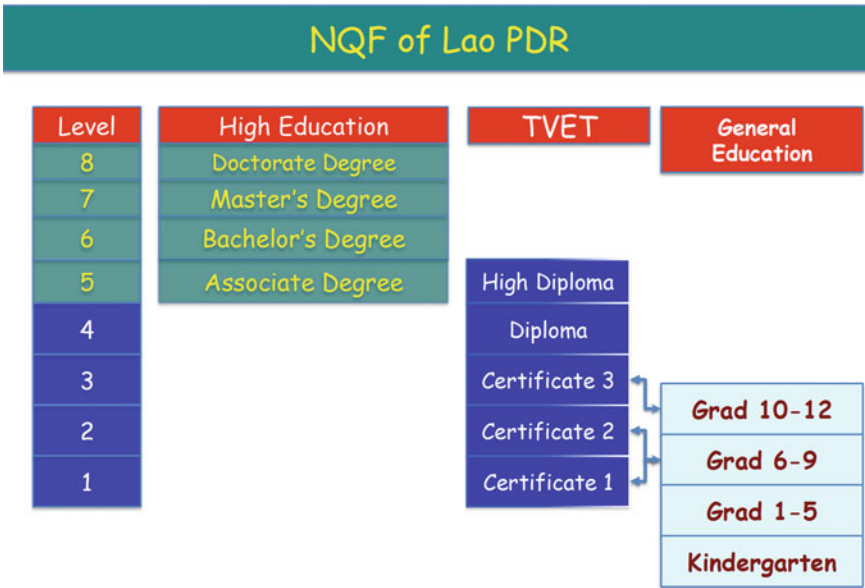 NQF of Lao PDR
Level
High Education
TVET
General
Education
8
Doctorate Degree
7
Master's Degree
6
Bachelor's Degree
5
Associate Degree
High Diploma
4
Diploma
3
Certificate 3
Grad 10-12
2
Certificate 2
Grad 6-9
1
Certificate 1
Grad 1-5
Kindergarten